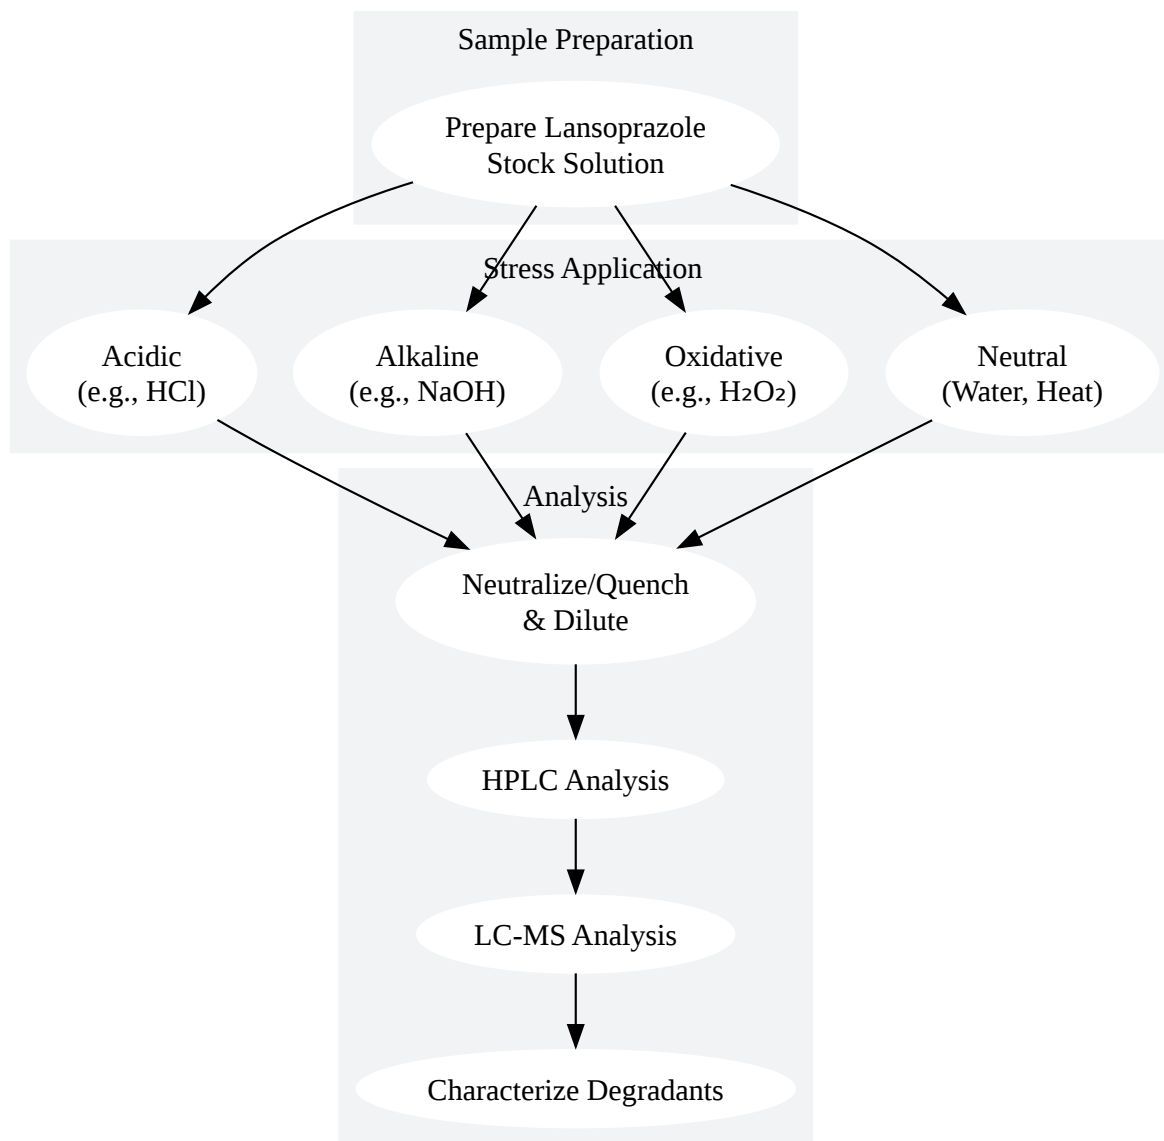 Sample Preparation
Prepare Lansoprazole
Stock Solution
Stress Application
Acidic
(e.g., HCl)
Alkaline
(e.g., NaOH)
Oxidative
(e.g., H₂O₂)
Neutral
(Water, Heat)
Analysis
Neutralize/Quench
& Dilute
HPLC Analysis
LC-MS Analysis
Characterize Degradants